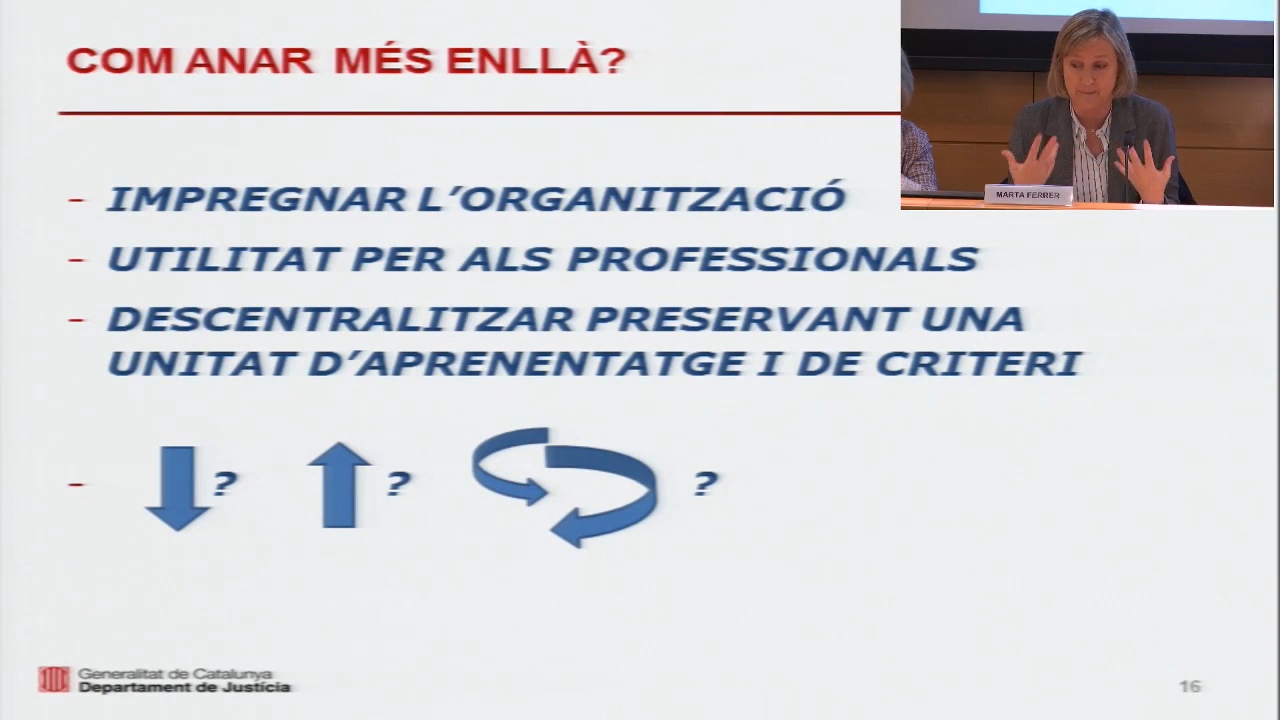 COM ANAR MÉS ENLLÀ?
MARTA FERRER
- IMPREGNAR L’ORGANITZACIÓ
- UTILITAT PER ALS PROFESSIONALS
- DESCENTRALITZAR PRESERVANT UNA
UNITAT D’APRENENTATGE I DE CRITERI
- ? ? ?
Generalitat de Catalunya
Departament de Justícia
16